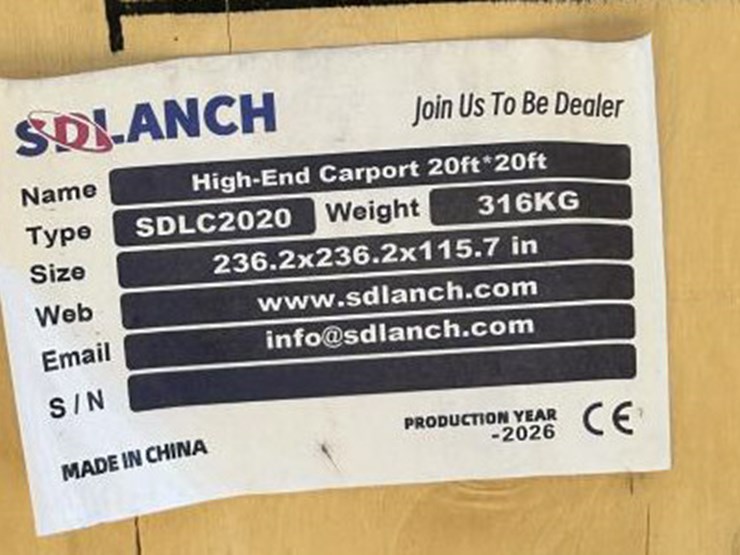 SDLANCH
Join Us To Be Dealer
Name High-End Carport 20ft*20ft
Type SDLC2020 Weight 316KG
Size 236.2x236.2x115.7 in
Web www.sdlanch.com
Email info@sdlanch.com
S/N
PRODUCTION YEAR
-2026
CE
MADE IN CHINA